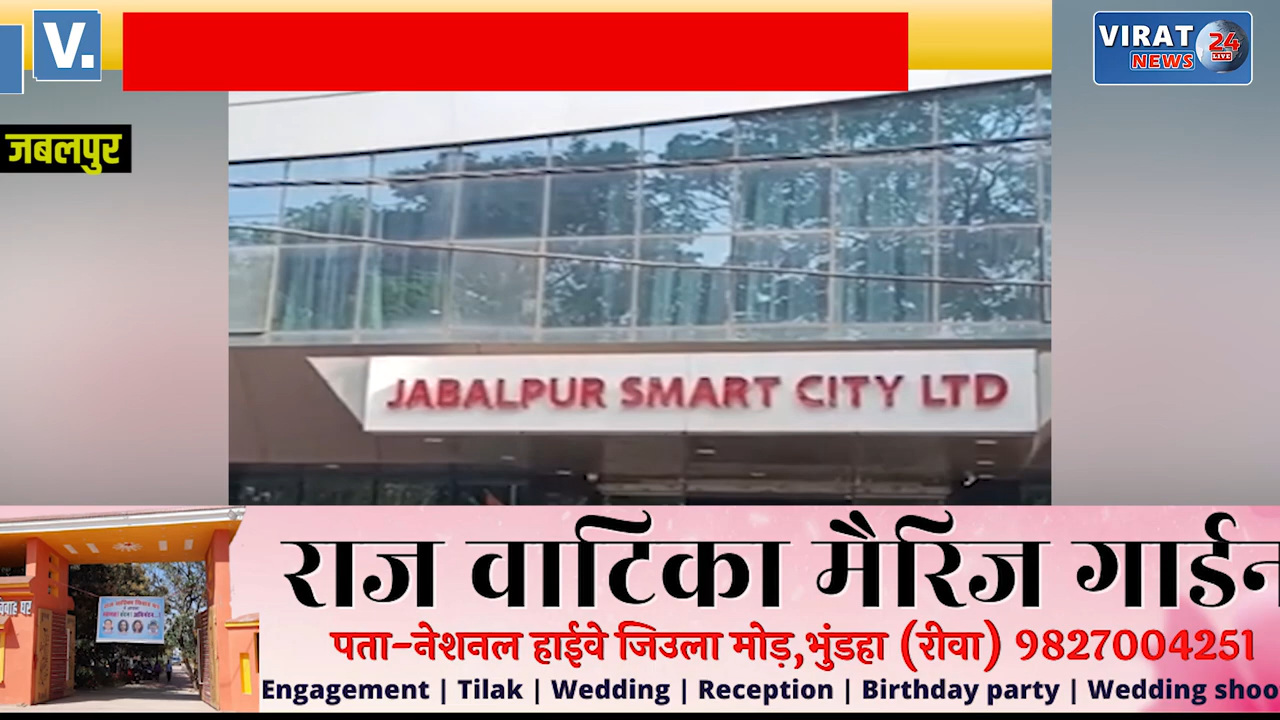 V.
VIRAT
NEWS
24
LIVE
जबलपुर
JABALPUR SMART CITY LTD
राज वाटिका मैरिज गार्डन
पता-नेशनल हाईवे जिउला मोड़,भुंडहा (रीवा) 9827004251
Engagement | Tilak | Wedding | Reception | Birthday party | Wedding shoo